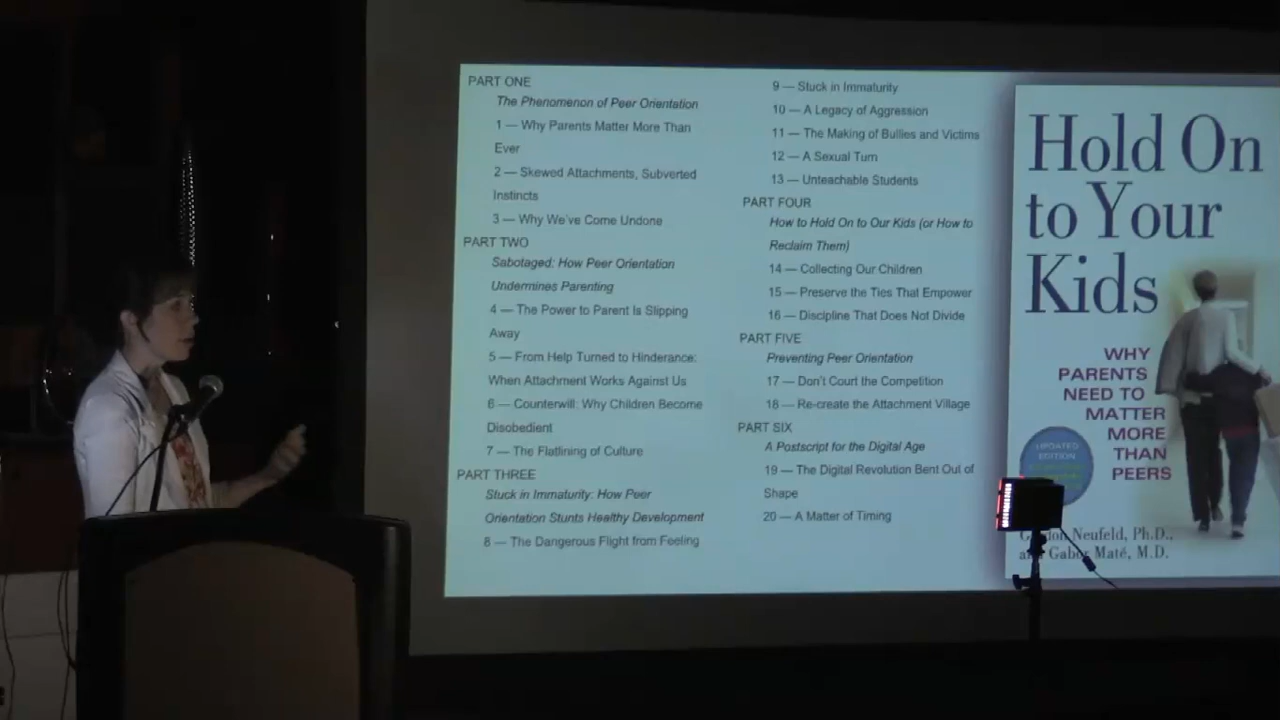 PART ONE
The Phenomenon of Peer Orientation
1 — Why Parents Matter More Than
Ever
2 — Skewed Attachments, Subverted
Instincts
3 — Why We've Come Undone
PART TWO
Sabotaged: How Peer Orientation
Undermines Parenting
4 — The Power to Parent Is Slipping
Away
5 — From Help Turned to Hinderance:
When Attachment Works Against Us
6 — Counterwill: Why Children Become
Disobedient
7 — The Flatlining of Culture
PART THREE
Stuck in Immaturity: How Peer
Orientation Stunts Healthy Development
8 — The Dangerous Flight from Feeling
9 — Stuck in Immaturity
10 — A Legacy of Aggression
11 — The Making of Bullies and Victims
12 — A Sexual Turn
13 — Unteachable Students
PART FOUR
How to Hold On to Our Kids (or How to
Reclaim Them)
14 — Collecting Our Children
15 — Preserve the Ties That Empower
16 — Discipline That Does Not Divide
PART FIVE
Preventing Peer Orientation
17 — Don't Court the Competition
18 — Re-create the Attachment Village
PART SIX
A Postscript for the Digital Age
19 — The Digital Revolution Bent Out of
Shape
20 — A Matter of Timing
Hold On
to Your
Kids
WHY
PARENTS
NEED TO
MATTER
MORE
THAN
PEERS
UPDATED
EDITION
Neufeld, Ph.D.,
Gabor Maté, M.D.